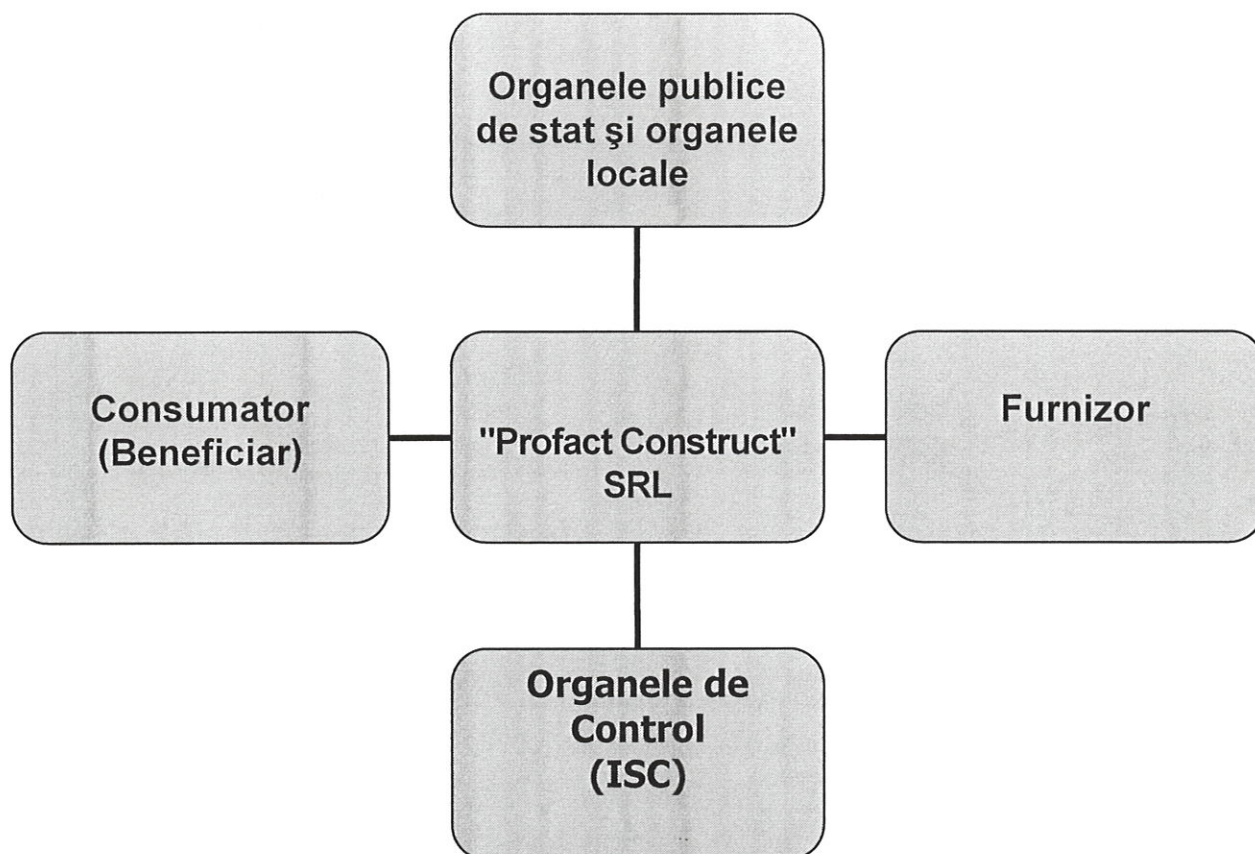 Organele publice
de stat şi organele
locale
Consumator
(Beneficiar)
"Profact Construct"
SRL
Furnizor
Organele de
Control
(ISC)